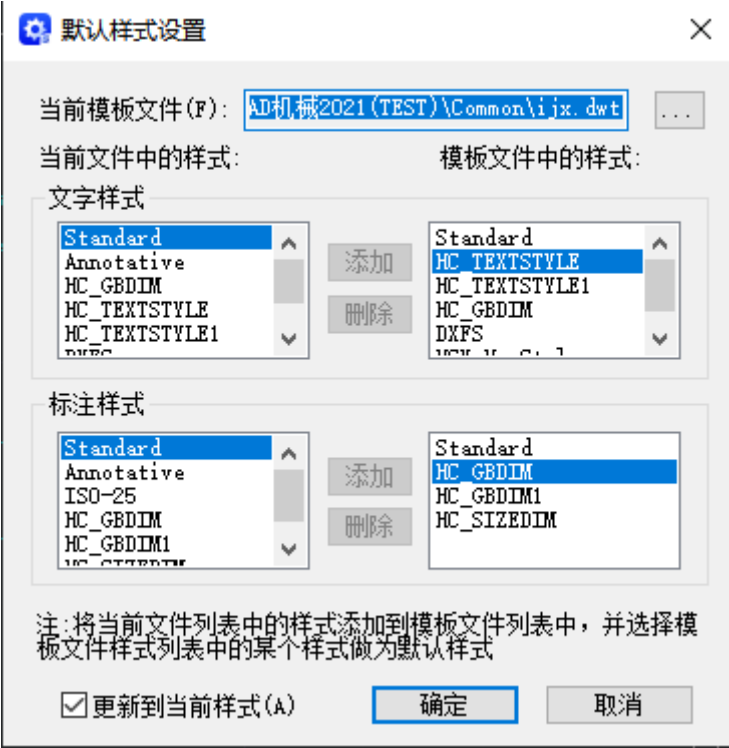 默认样式设置
当前模板文件(F): AD机械2021(TEST)\Common\ijx.dwt ...
当前文件中的样式: 模板文件中的样式:
文字样式
Standard
Annotative
HC_GBDIM
HC_TEXTSTYLE
HC_TEXTSTYLE1
添加
删除
Standard
HC_TEXTSTYLE
HC_TEXTSTYLE1
HC_GBDIM
DXFS
标注样式
Standard
Annotative
ISO-25
HC_GBDIM
HC_GBDIM1
添加
删除
Standard
HC_GBDIM
HC_GBDIM1
HC_SIZEDIM
注:将当前文件列表中的样式添加到模板文件列表中，并选择模
板文件样式列表中的某个样式做为默认样式
更新到当前样式(A) 确定 取消